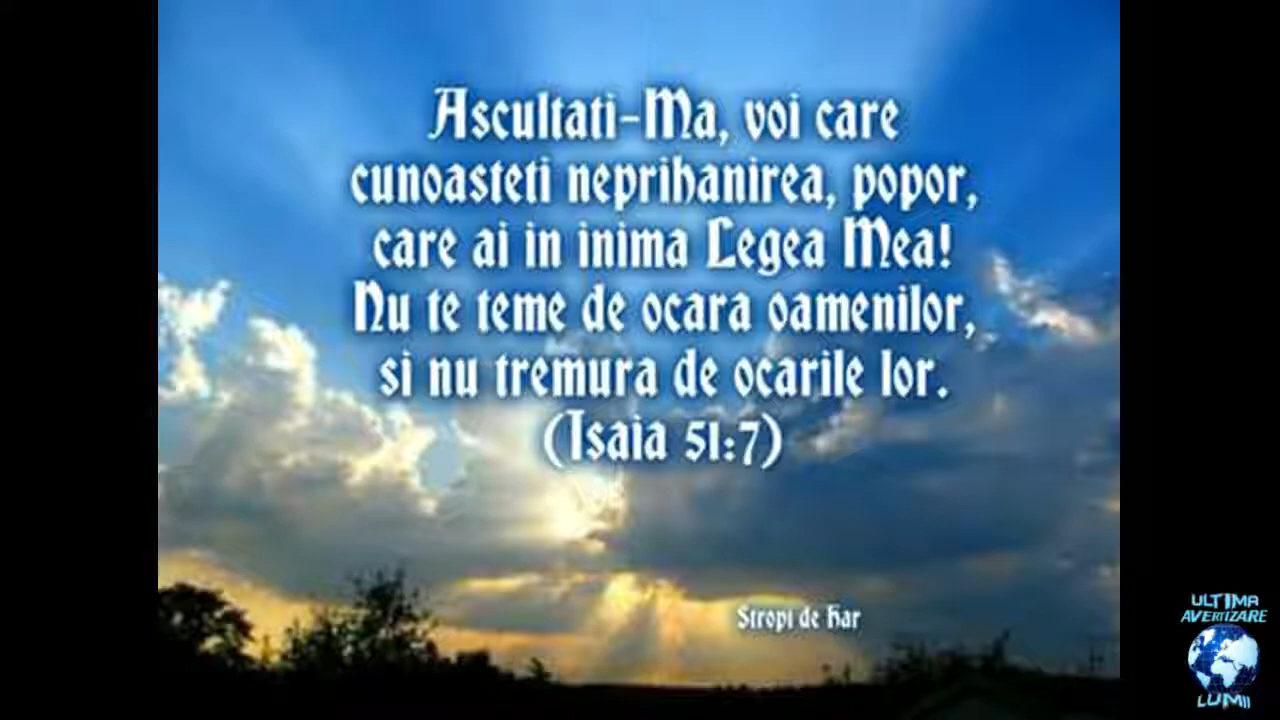 Ascultati-Ma, voi care
cunoasteti neprihanirea, popor,
care ai in inima Legea Mea!
Nu te teme de ocara oamenilor,
si nu tremura de ocarile lor.
(Isaia 51:7)
Stropi de Har
ULTIMA
AVERTIZARE
LUMII